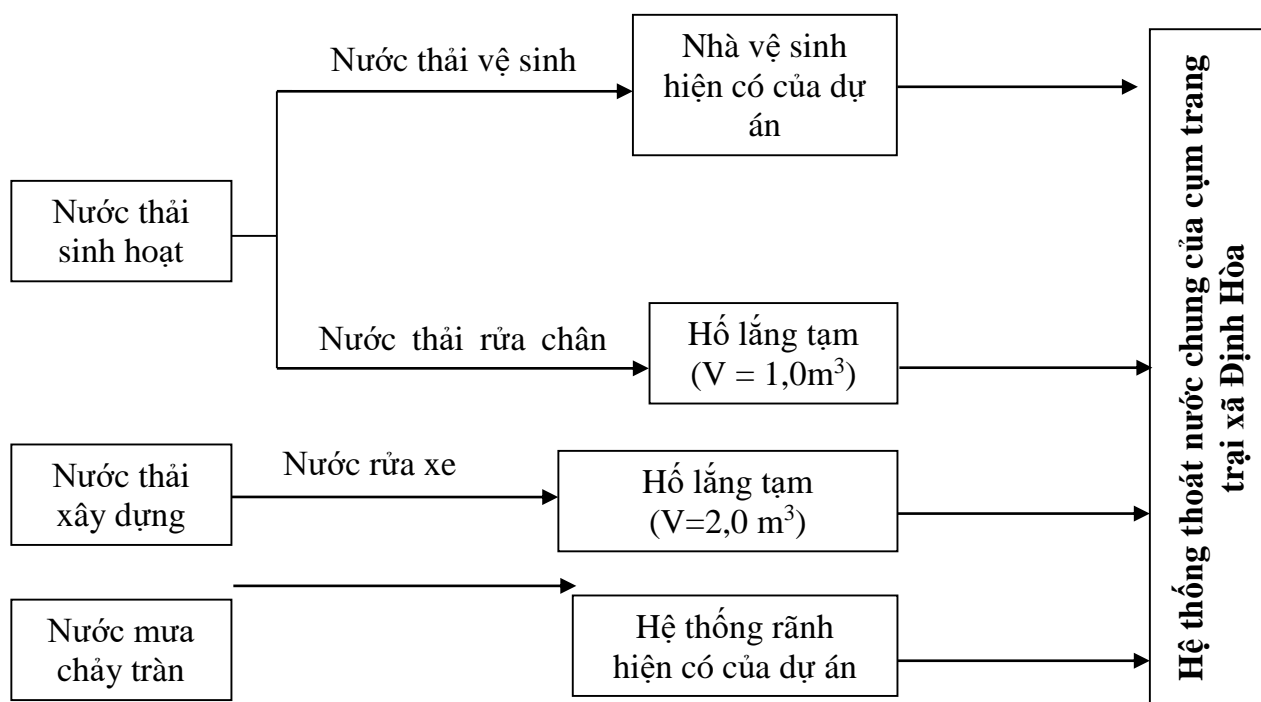 Nước thải vệ sinh
Nhà vệ sinh
hiện có của dự
án
Nước thải
sinh hoạt
Nước thải rửa chân
Hố lắng tạm
(V = 1,0m³)
Nước thải
xây dựng
Nước rửa xe
Hố lắng tạm
(V=2,0 m³)
Nước mưa
chảy tràn
Hệ thống rãnh
hiện có của dự án
Hệ thống thoát nước chung của cụm trang
trại xã Định Hòa